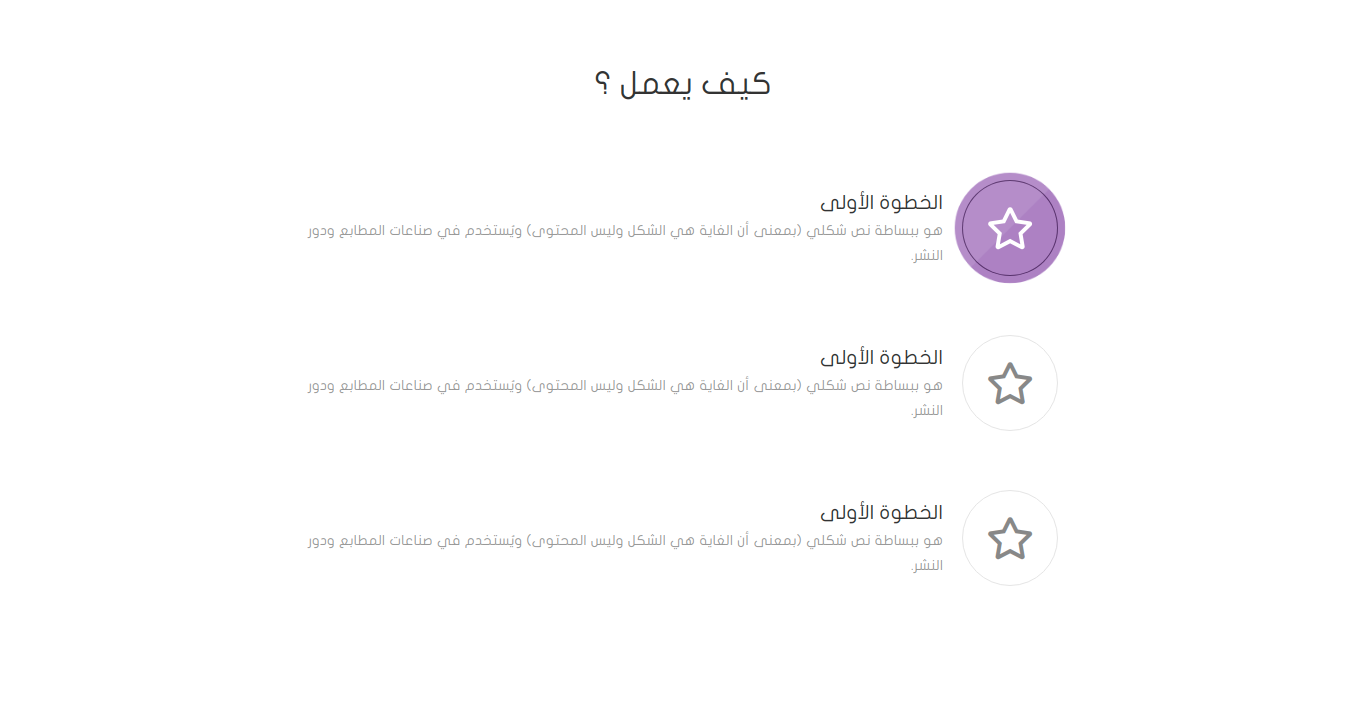 كيف يعمل ؟
الخطوة الأولى
هو ببساطة نص شكلي (بمعنى أن الغاية هي الشكل وليس المحتوى) ويُستخدم في صناعات المطابع ودور
النشر.
الخطوة الأولى
هو ببساطة نص شكلي (بمعنى أن الغاية هي الشكل وليس المحتوى) ويُستخدم في صناعات المطابع ودور
النشر.
الخطوة الأولى
هو ببساطة نص شكلي (بمعنى أن الغاية هي الشكل وليس المحتوى) ويُستخدم في صناعات المطابع ودور
النشر.